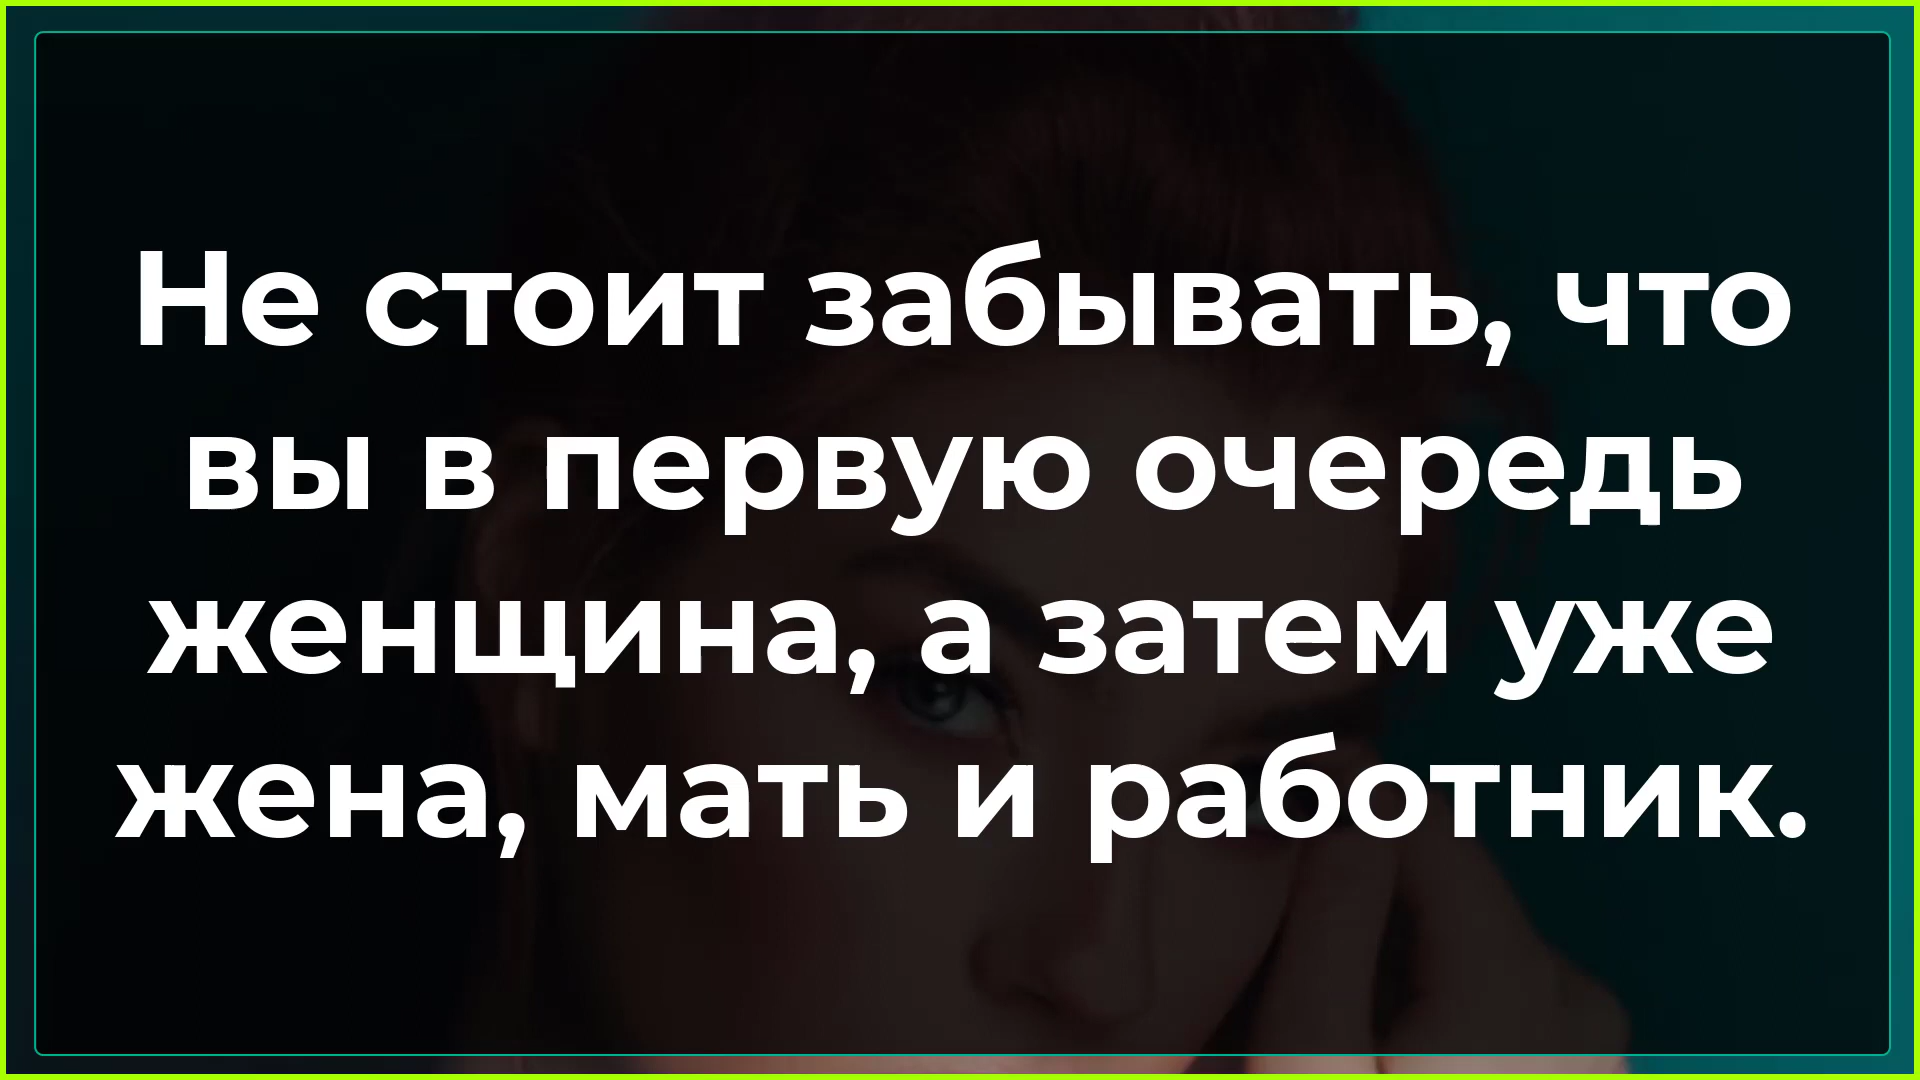 Не стоит забывать, что
вы в первую очередь
женщина, а затем уже
жена, мать и работник.